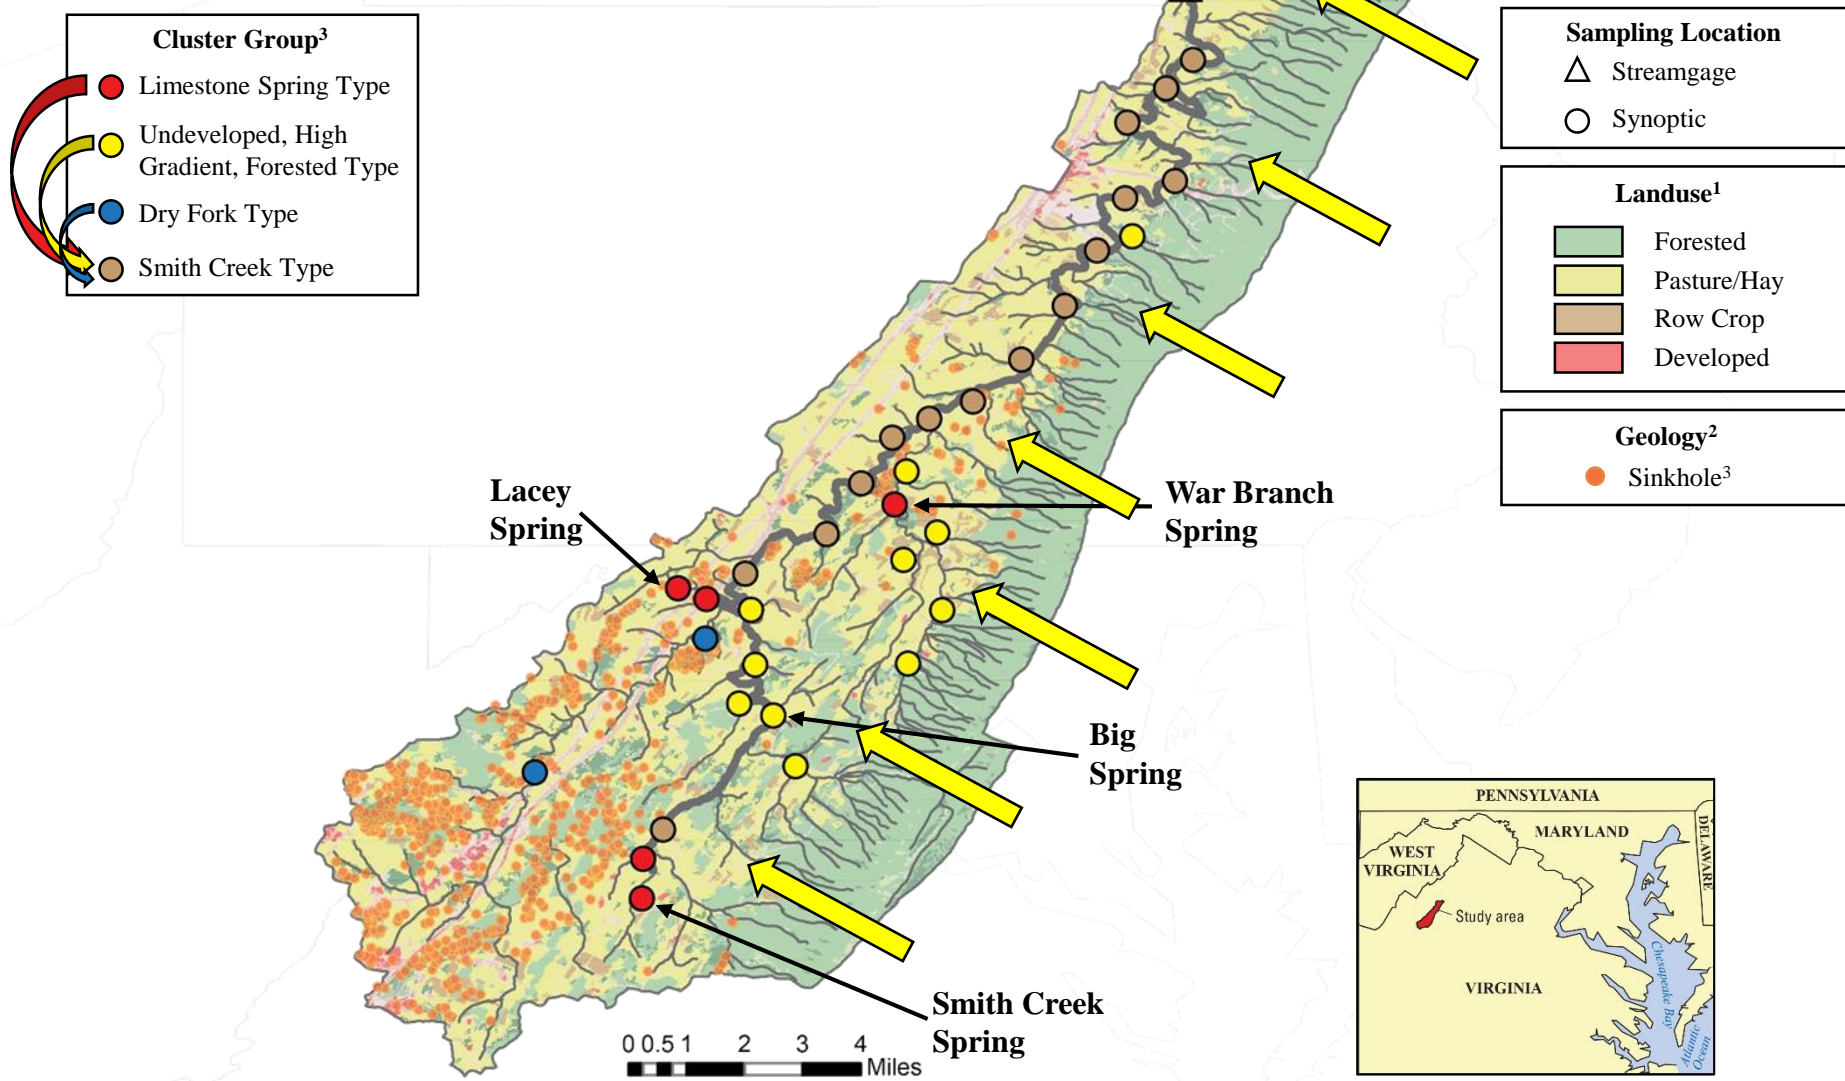 Cluster Group³
Limestone Spring Type
Undeveloped, High
Gradient, Forested Type
Dry Fork Type
Smith Creek Type
Sampling Location
Streamgage
Synoptic
Landuse¹
Forested
Pasture/Hay
Row Crop
Developed
Geology²
Sinkhole³
Lacey
Spring
War Branch
Spring
Big
Spring
Smith Creek
Spring
0 0.5 1 2 3 4
Miles
PENNSYLVANIA
MARYLAND
DELAWARE
WEST
VIRGINIA
Study area
VIRGINIA
Chesapeake Bay
Atlantic
Ocean